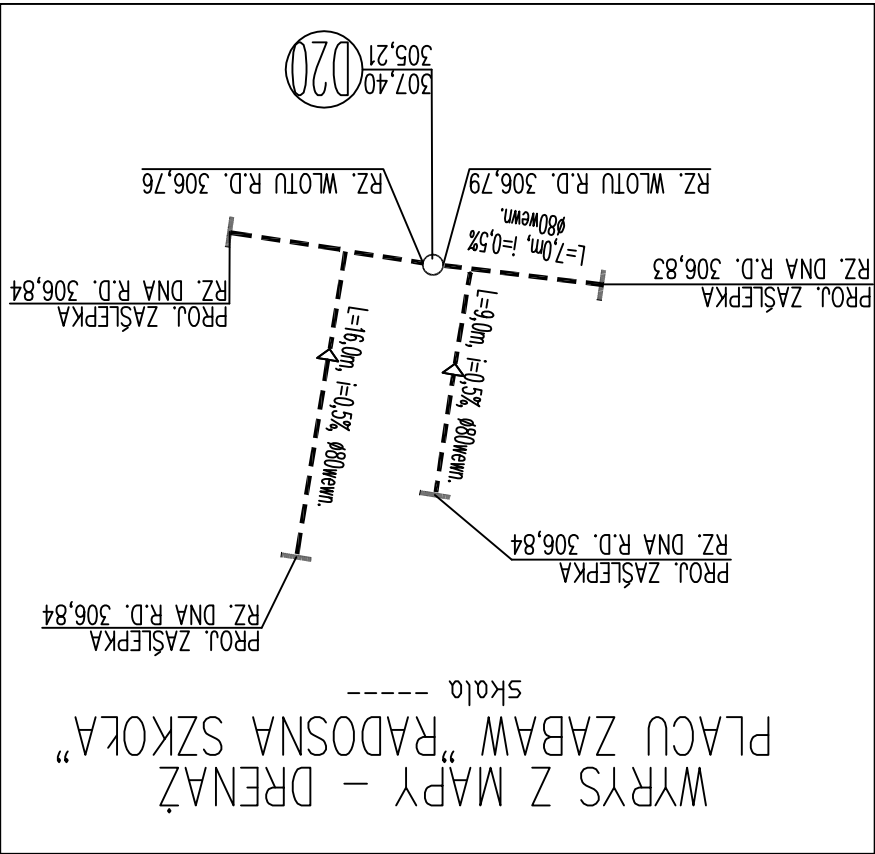 WYRYS Z MAPY – DRENAŻ
PLACU ZABAW "RADOSNA SZKOŁA"
skala -----
PROJ. ZAŚLEPKA
RZ. DNA R.D. 306,84
PROJ. ZAŚLEPKA
RZ. DNA R.D. 306,84
L=9,0m, i=0,5% ø80wewn.
L=16,0m, i=0,5%, ø80wewn.
PROJ. ZAŚLEPKA
RZ. DNA R.D. 306,83
PROJ. ZAŚLEPKA
RZ. DNA R.D. 306,84
L=7,0m, i=0,5%
ø80wewn.
RZ. WLOTU R.D. 306,79
RZ. WLOTU R.D. 306,76
307,40
305,21
D20